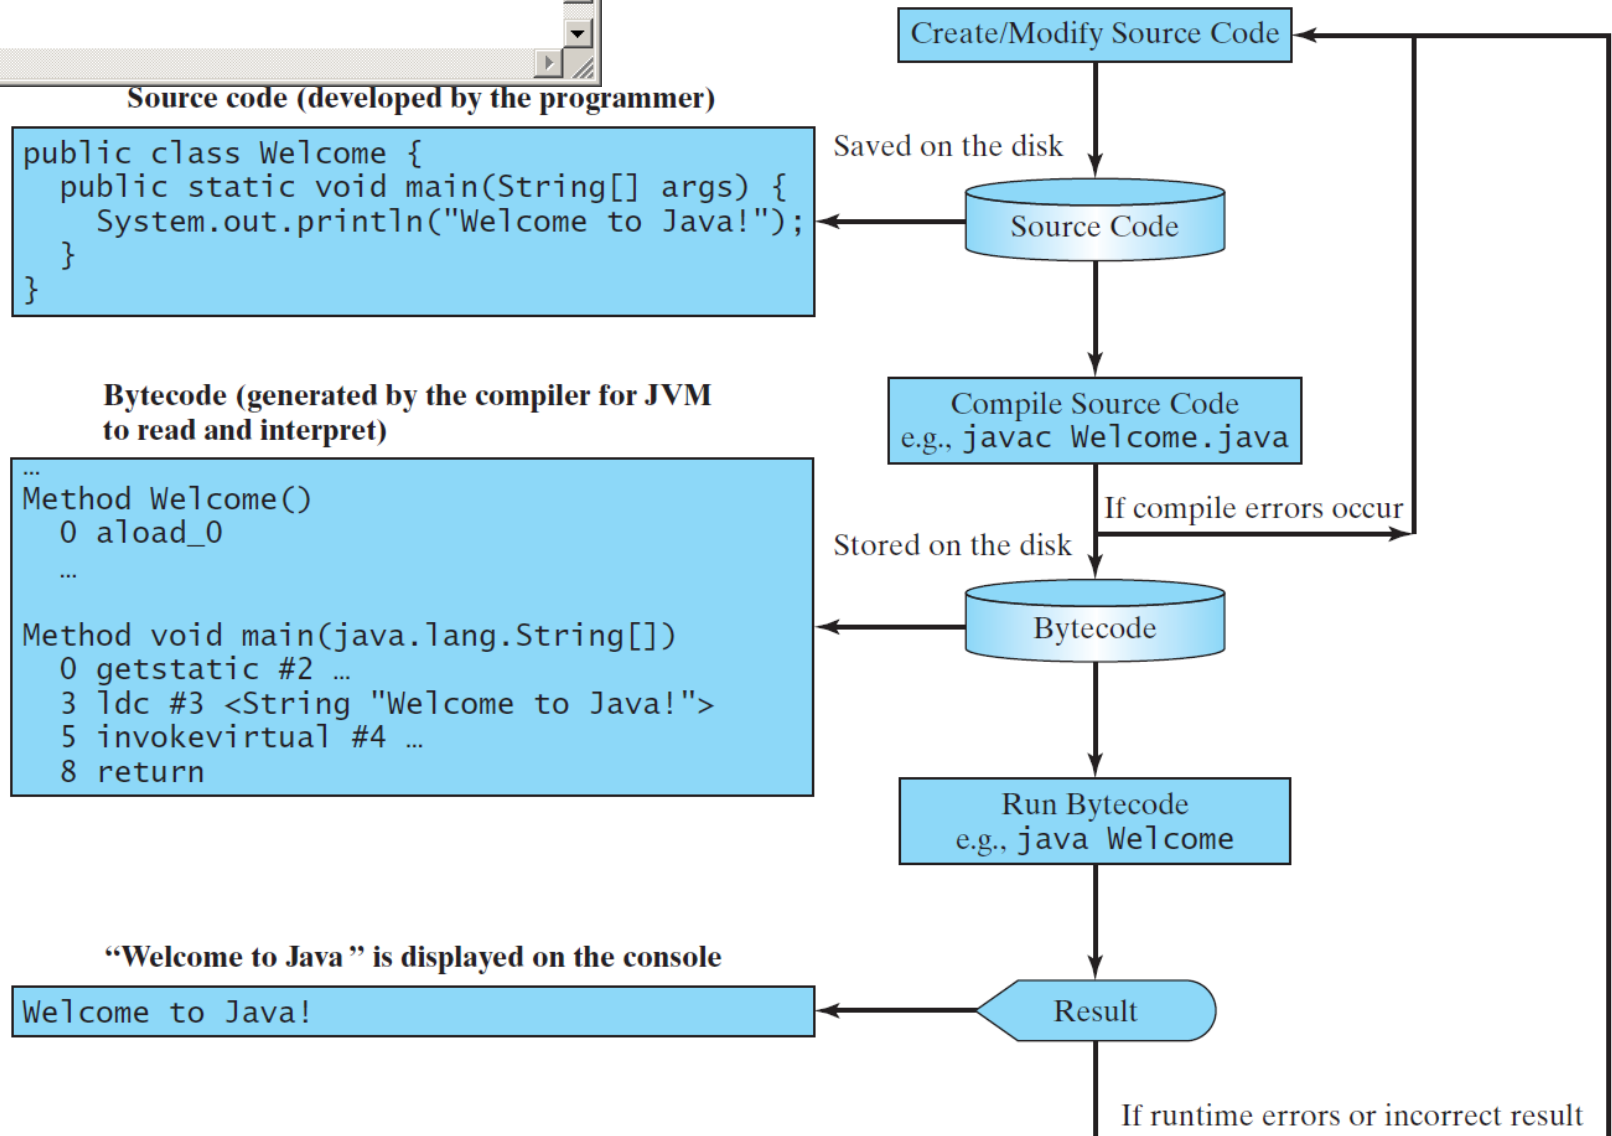 Create/Modify Source Code
Source code (developed by the programmer)
public class Welcome {
  public static void main(String[] args) {
    System.out.println("Welcome to Java!");
  }
}
Saved on the disk
Source Code
Bytecode (generated by the compiler for JVM
to read and interpret)
…
Method Welcome()
  0 aload_0
  …
Method void main(java.lang.String[])
  0 getstatic #2 …
  3 ldc #3 <String "Welcome to Java!">
  5 invokevirtual #4 …
  8 return
Compile Source Code
e.g., javac Welcome.java
If compile errors occur
Stored on the disk
Bytecode
Run Bytecode
e.g., java Welcome
“Welcome to Java” is displayed on the console
Welcome to Java!
Result
If runtime errors or incorrect result